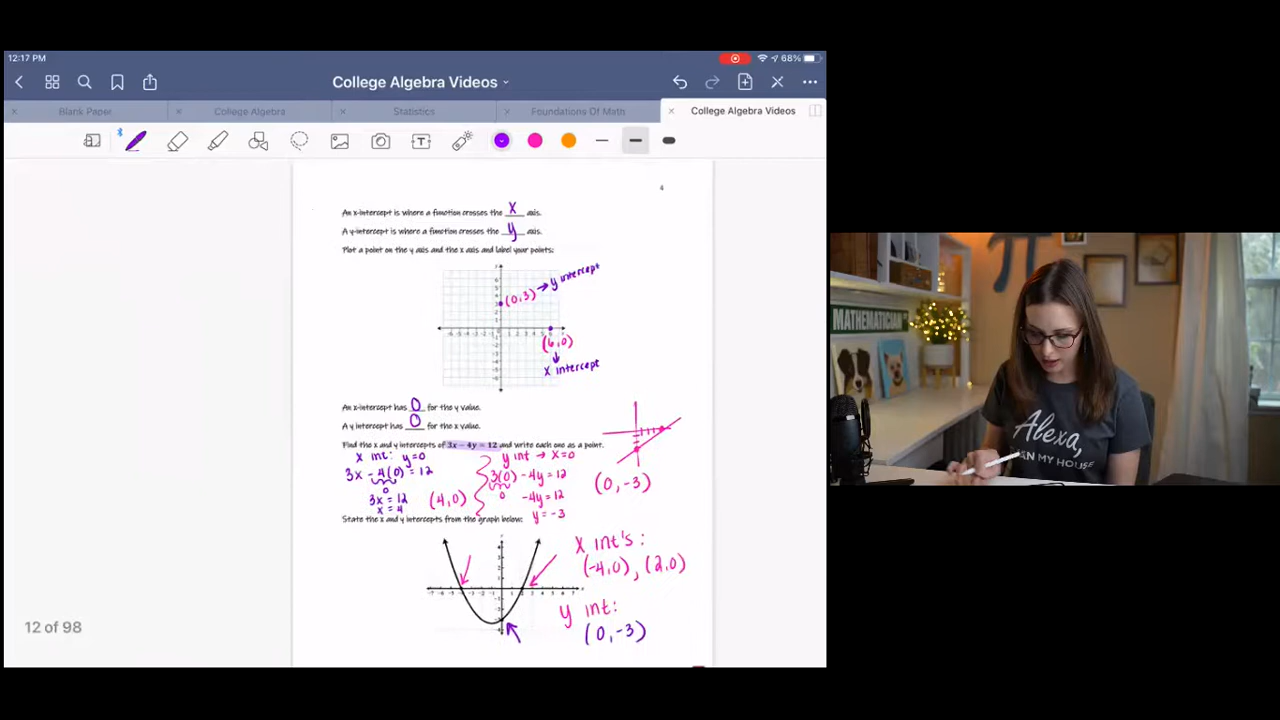 12:17 PM
68%
College Algebra Videos
Blank Paper
College Algebra
Statistics
Foundations Of Math
College Algebra Videos
4
An x-intercept is where a function crosses the x axis.
A y-intercept is where a function crosses the y axis.
Plot a point on the y axis and the x axis and label your points:
(0,3) → y intercept
(6,0)
x intercept
An x-intercept has 0 for the y value.
A y intercept has 0 for the x value.
Find the x and y intercepts of 3x - 4y = 12 and write each one as a point.
x int: y=0
3x - 4(0) = 12
0
3x = 12
x = 4
(4,0)
y int → x=0
3(0) - 4y = 12
0
-4y = 12
y = -3
(0,-3)
State the x and y intercepts from the graph below:
x int's:
(-4,0), (2,0)
y int:
(0,-3)
12 of 98
MATHEMATICIAN
Alexa,
AN MY HOUSE